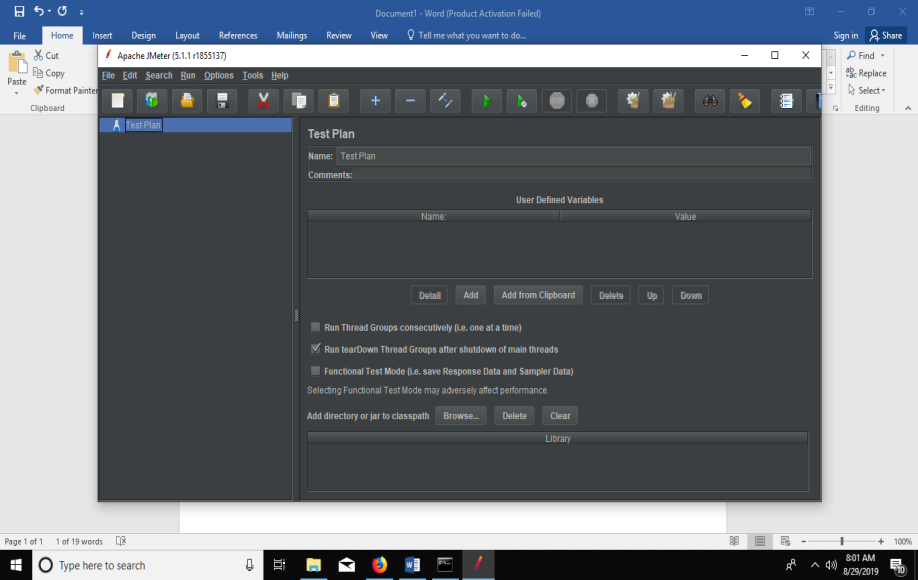 Document1 - Word (Product Activation Failed)
File Home Insert Design Layout References Mailings Review View Tell me what you want to do... Sign in Share
Paste
Cut
Copy
Format Painter
Clipboard
Find
Replace
Select
Editing
Apache JMeter (5.1.1 r1855137)
File Edit Search Run Options Tools Help
Test Plan
Test Plan
Name: Test Plan
Comments:
User Defined Variables
Name: Value
Detail Add Add from Clipboard Delete Up Down
Run Thread Groups consecutively (i.e. one at a time)
Run tearDown Thread Groups after shutdown of main threads
Functional Test Mode (i.e. save Response Data and Sampler Data)
Selecting Functional Test Mode may adversely affect performance.
Add directory or jar to classpath Browse... Delete Clear
Library
Page 1 of 1 1 of 19 words 100%
Type here to search
8:01 AM
8/29/2019
10